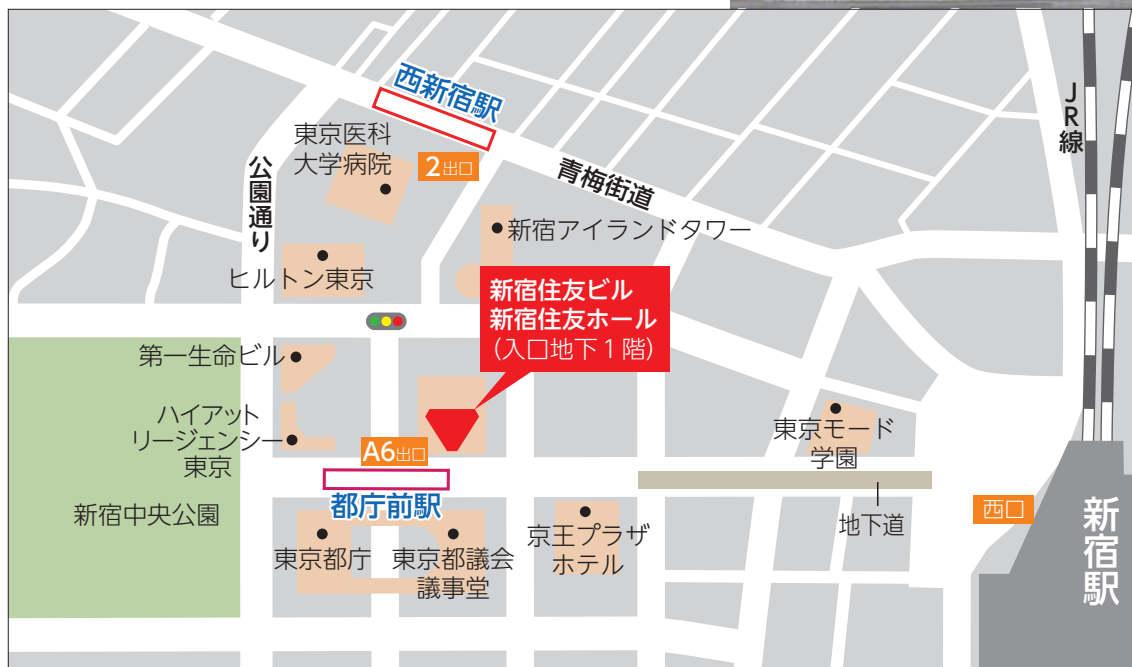 西新宿駅
東京医科
大学病院
2出口
公園通り
青梅街道
JR線
新宿アイランドタワー
ヒルトン東京
新宿住友ビル
新宿住友ホール
(入口地下1階)
第一生命ビル
ハイアット
リージェンシー
東京
A6出口
東京モード
学園
都庁前駅
新宿中央公園
東京都庁
東京都議会
議事堂
京王プラザ
ホテル
地下道
西口
新宿駅